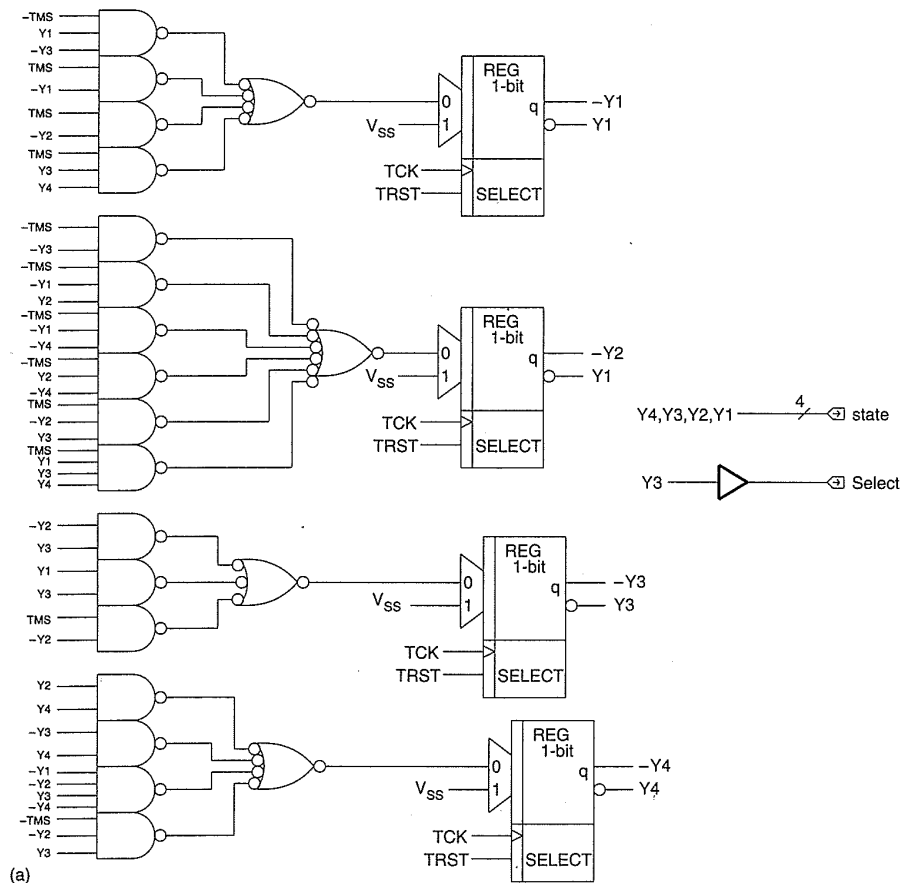 -TMS
Y1
-Y3
TMS
-Y1
TMS
-Y2
TMS
Y3
Y4
0
VSS 1
REG
1-bit
q -Y1
Y1
TCK
TRST
SELECT
-TMS
-Y3
-TMS
-Y1
Y2
-TMS
-Y1
-Y4
-TMS
Y2
-Y4
TMS
-Y2
Y3
TMS
Y1
Y3
Y4
0
VSS 1
REG
1-bit
q -Y2
Y1
TCK
TRST
SELECT
Y4,Y3,Y2,Y1 4 state
Y3 Select
-Y2
Y3
Y1
Y3
TMS
-Y2
0
VSS 1
REG
1-bit
q -Y3
Y3
TCK
TRST
SELECT
Y2
Y4
-Y3
Y4
-Y1
-Y2
Y3
-Y4
-TMS
-Y2
Y3
0
VSS 1
REG
1-bit
q -Y4
Y4
TCK
TRST
SELECT
(a)